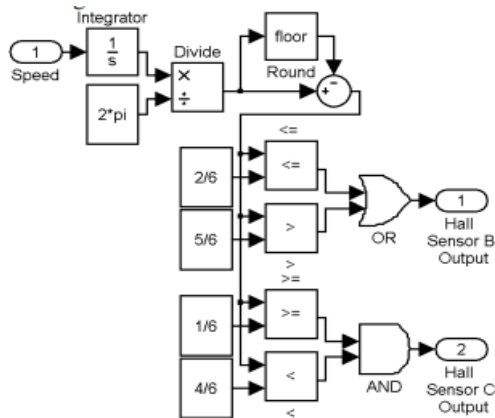 Integrator
1
Speed
1
s
2*pi
Divide
×
÷
floor
Round
+
−
<=
<=
2/6
5/6
>
>
OR
1
Hall
Sensor B
Output
>=
>=
1/6
4/6
<
<
AND
2
Hall
Sensor C
Output